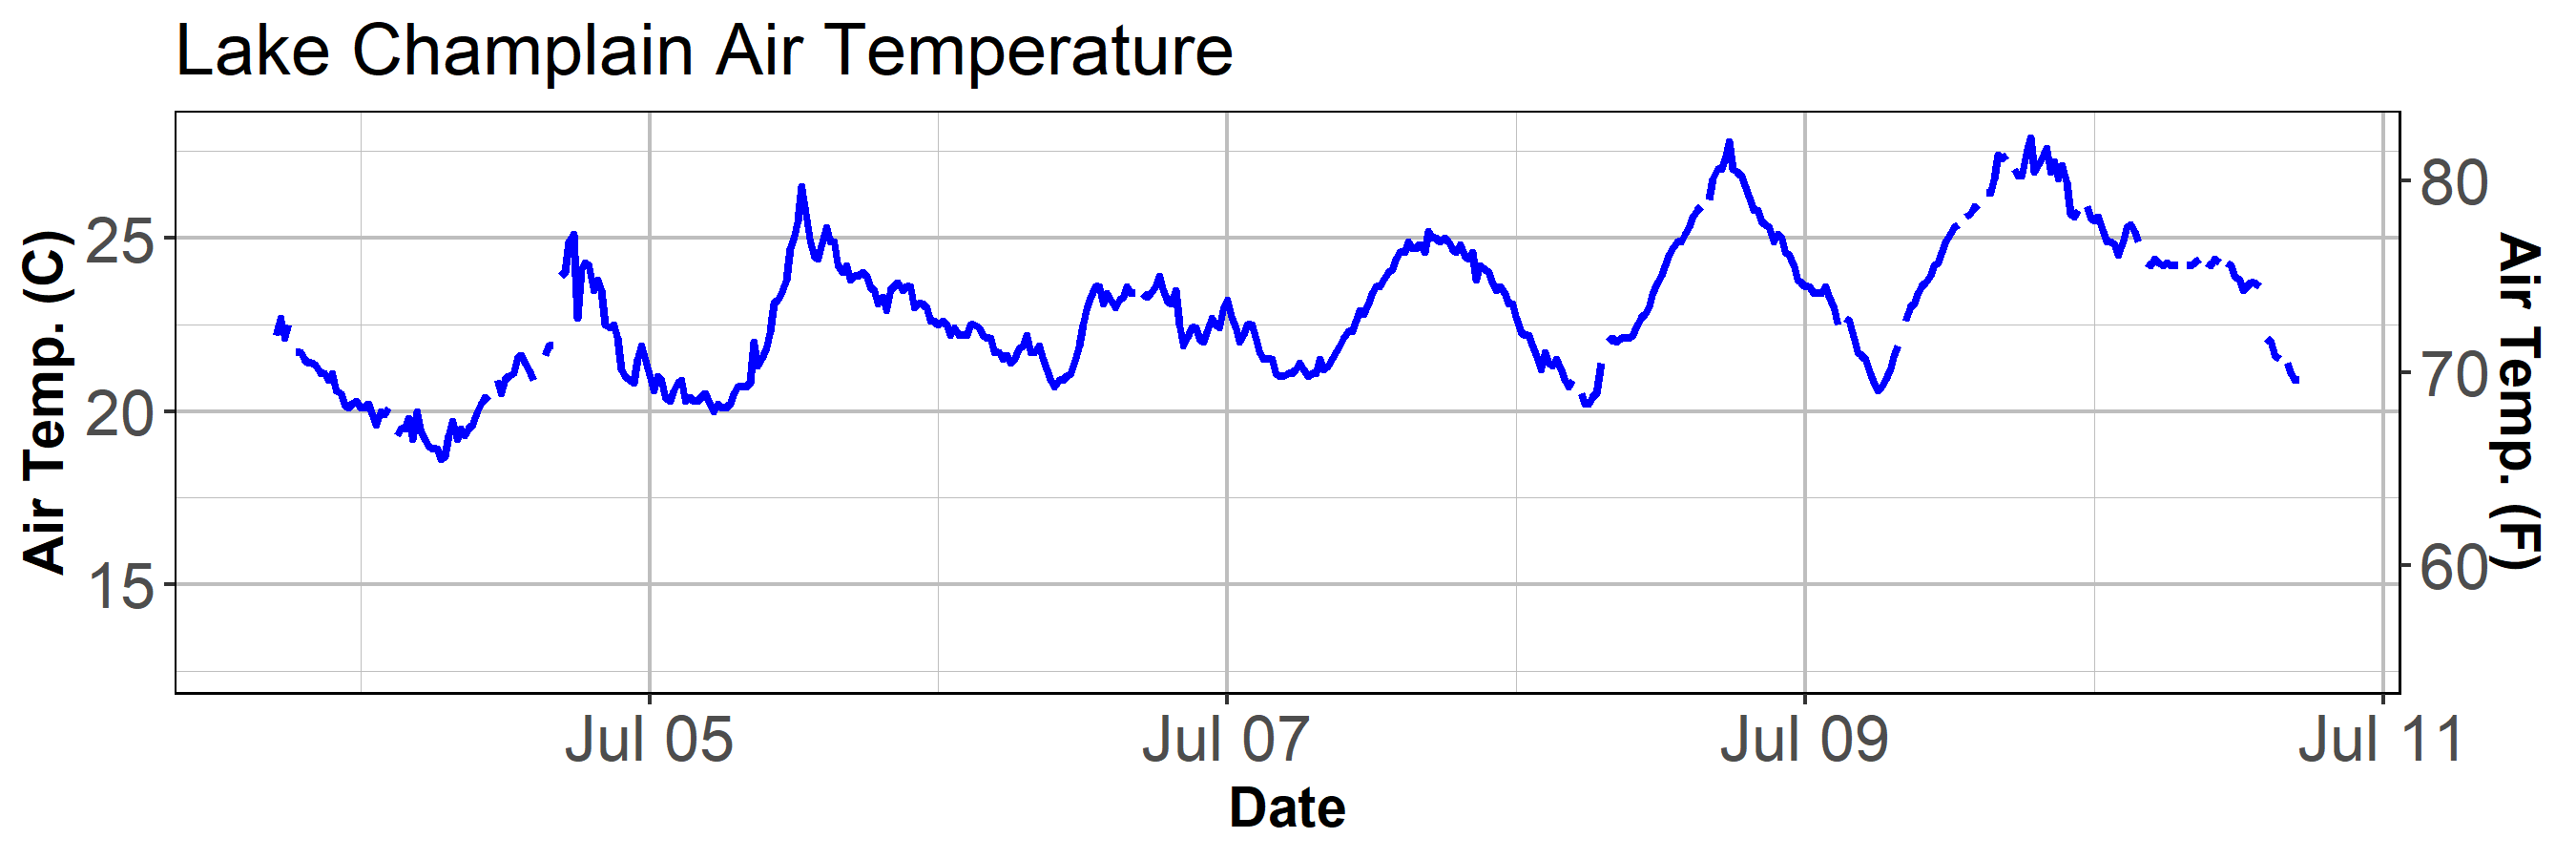 Lake Champlain Air Temperature
Air Temp. (C)
25
20
15
80
70
60
Air Temp. (F)
Jul 05
Jul 07
Jul 09
Jul 11
Date